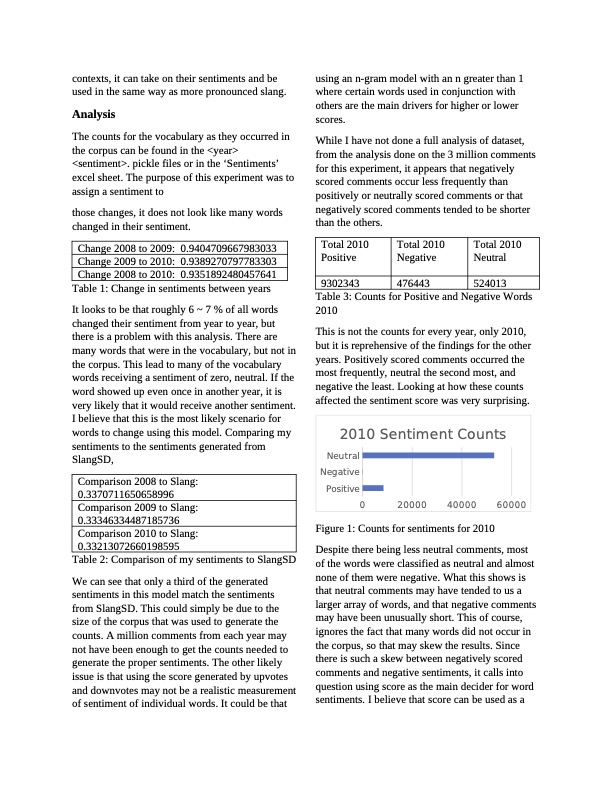 contexts, it can take on their sentiments and be
used in the same way as more pronounced slang.
Analysis
The counts for the vocabulary as they occurred in
the corpus can be found in the <year>
<sentiment>. pickle files or in the ‘Sentiments’
excel sheet. The purpose of this experiment was to
assign a sentiment to
those changes, it does not look like many words
changed in their sentiment.
Change 2008 to 2009: 0.9404709667983033
Change 2009 to 2010: 0.9389270797783303
Change 2008 to 2010: 0.9351892480457641
Table 1: Change in sentiments between years
It looks to be that roughly 6 ~ 7 % of all words
changed their sentiment from year to year, but
there is a problem with this analysis. There are
many words that were in the vocabulary, but not in
the corpus. This lead to many of the vocabulary
words receiving a sentiment of zero, neutral. If the
word showed up even once in another year, it is
very likely that it would receive another sentiment.
I believe that this is the most likely scenario for
words to change using this model. Comparing my
sentiments to the sentiments generated from
SlangSD,
Comparison 2008 to Slang:
0.3370711650658996
Comparison 2009 to Slang:
0.33346334487185736
Comparison 2010 to Slang:
0.33213072660198595
Table 2: Comparison of my sentiments to SlangSD
We can see that only a third of the generated
sentiments in this model match the sentiments
from SlangSD. This could simply be due to the
size of the corpus that was used to generate the
counts. A million comments from each year may
not have been enough to get the counts needed to
generate the proper sentiments. The other likely
issue is that using the score generated by upvotes
and downvotes may not be a realistic measurement
of sentiment of individual words. It could be that
using an n-gram model with an n greater than 1
where certain words used in conjunction with
others are the main drivers for higher or lower
scores.
While I have not done a full analysis of dataset,
from the analysis done on the 3 million comments
for this experiment, it appears that negatively
scored comments occur less frequently than
positively or neutrally scored comments or that
negatively scored comments tended to be shorter
than the others.
Total 2010 Positive
Total 2010 Negative
Total 2010 Neutral
9302343 476443 524013
Table 3: Counts for Positive and Negative Words
2010
This is not the counts for every year, only 2010,
but it is reprehensive of the findings for the other
years. Positively scored comments occurred the
most frequently, neutral the second most, and
negative the least. Looking at how these counts
affected the sentiment score was very surprising.
2010 Sentiment Counts
Neutral
Negative
Positive
0 20000 40000 60000
Figure 1: Counts for sentiments for 2010
Despite there being less neutral comments, most
of the words were classified as neutral and almost
none of them were negative. What this shows is
that neutral comments may have tended to us a
larger array of words, and that negative comments
may have been unusually short. This of course,
ignores the fact that many words did not occur in
the corpus, so that may skew the results. Since
there is such a skew between negatively scored
comments and negative sentiments, it calls into
question using score as the main decider for word
sentiments. I believe that score can be used as a